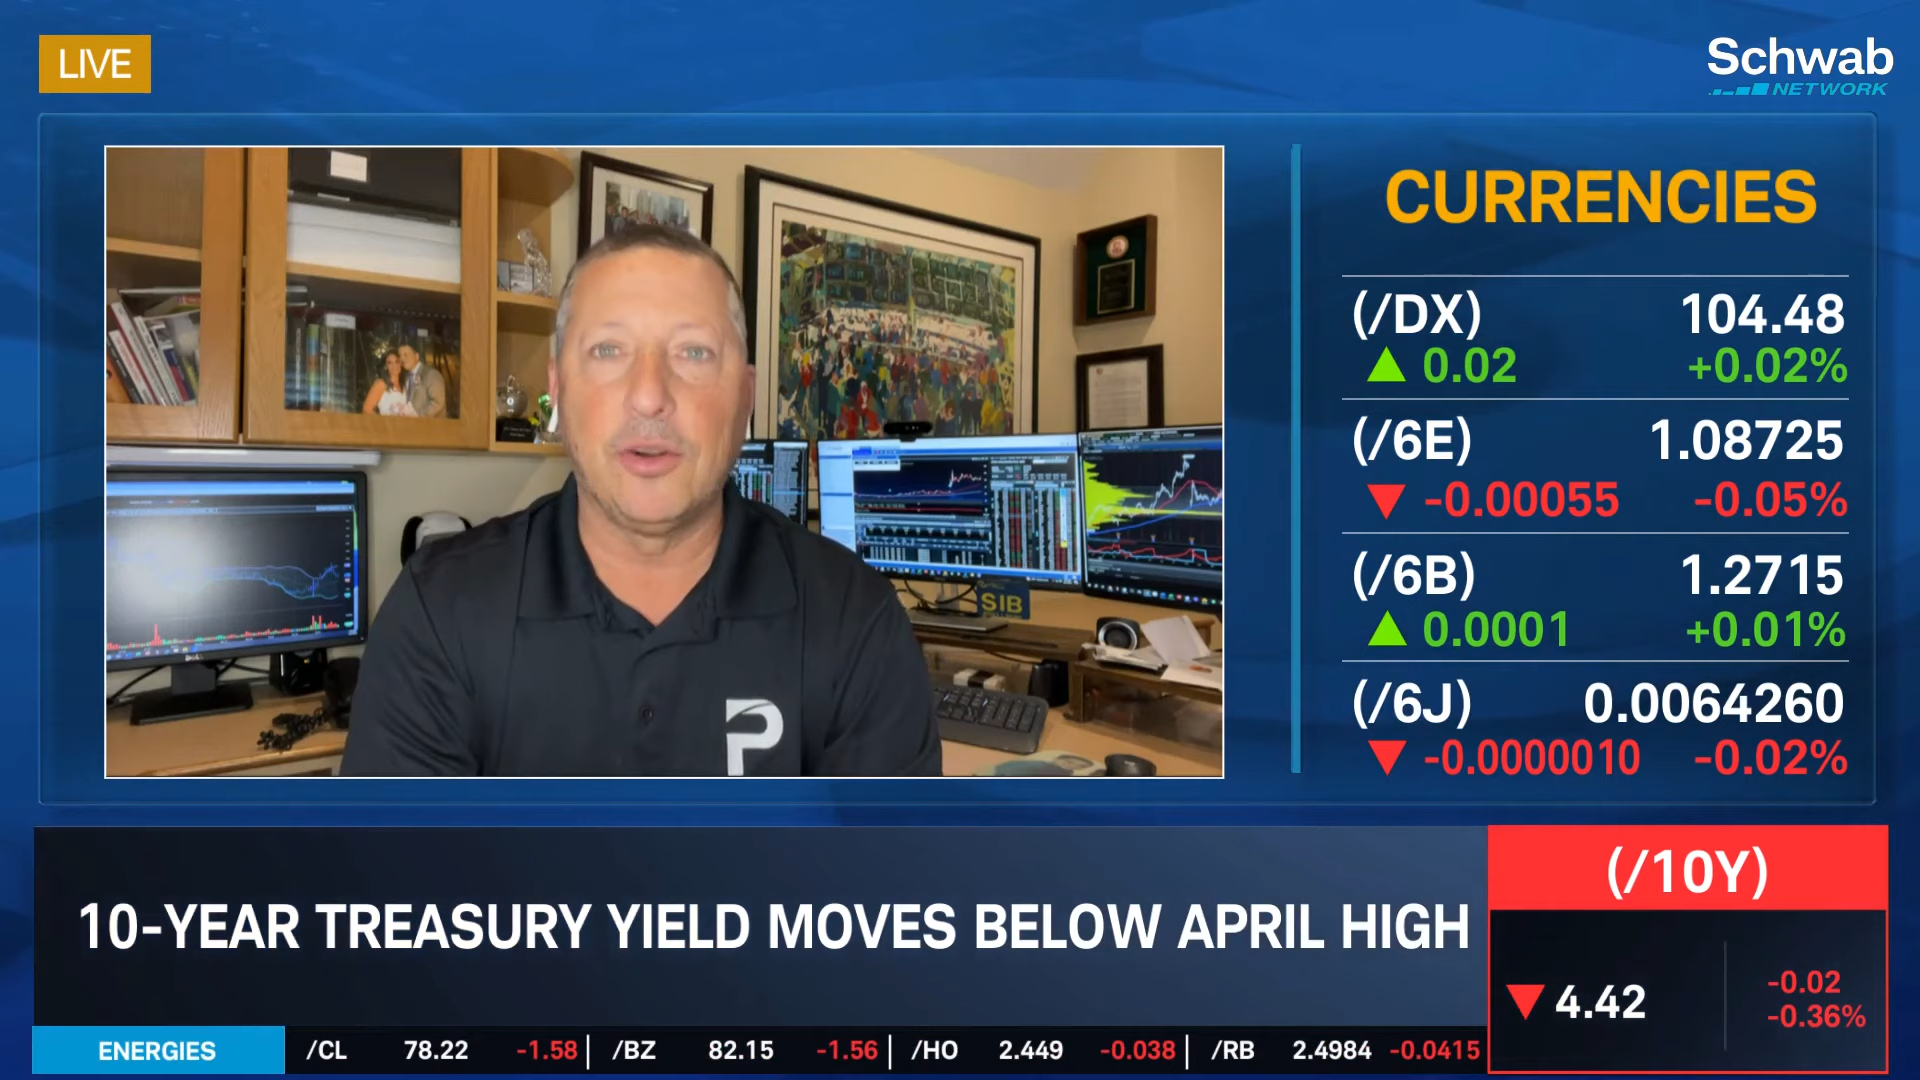 LIVE
Schwab
NETWORK
CURRENCIES
(/DX) 104.48
▲ 0.02 +0.02%
(/6E) 1.08725
▼ -0.00055 -0.05%
(/6B) 1.2715
▲ 0.0001 +0.01%
(/6J) 0.0064260
▼ -0.0000010 -0.02%
SIB
P
10-YEAR TREASURY YIELD MOVES BELOW APRIL HIGH
(/10Y)
▼ 4.42
-0.02
-0.36%
ENERGIES /CL 78.22 -1.58 | /BZ 82.15 -1.56 | /HO 2.449 -0.038 | /RB 2.4984 -0.0415